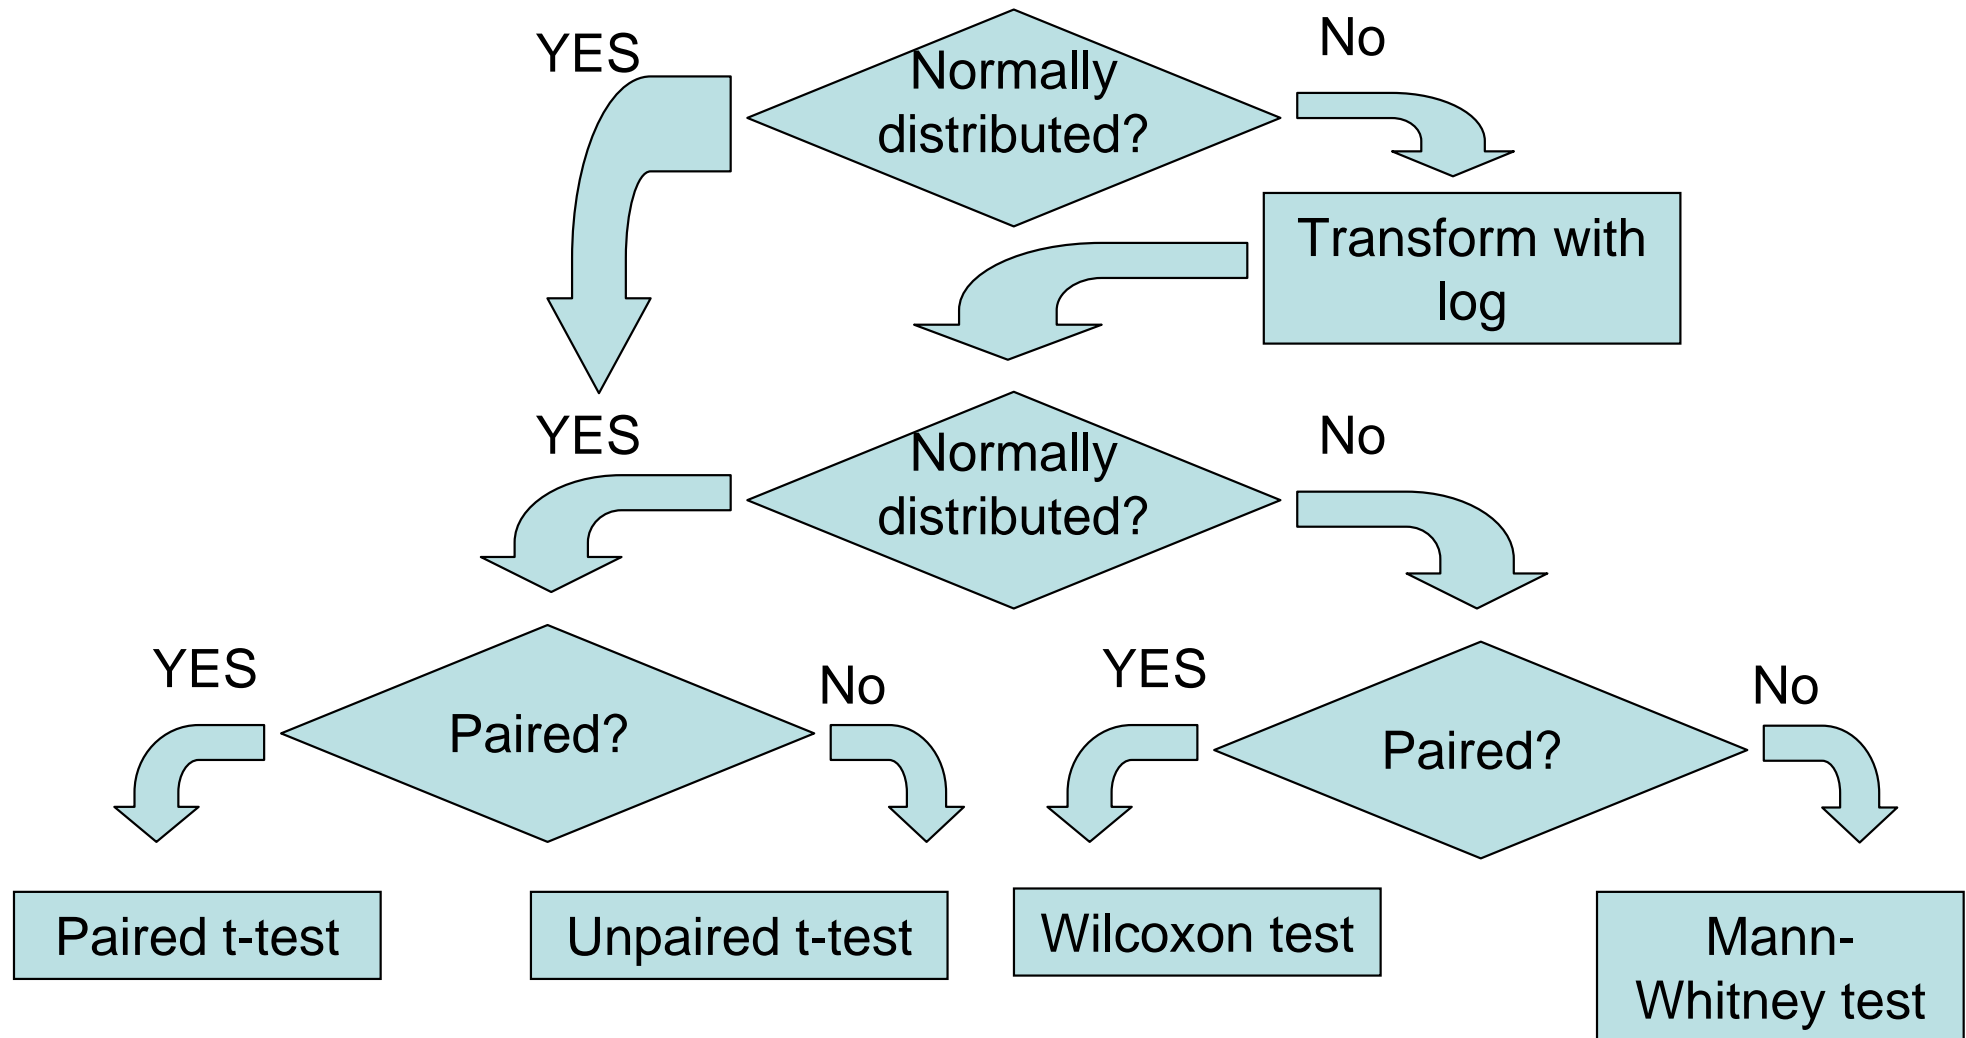 YES
Normally
distributed?
No
Transform with
log
YES
Normally
distributed?
No
YES
Paired?
No
YES
Paired?
No
Paired t-test
Unpaired t-test
Wilcoxon test
Mann-
Whitney test